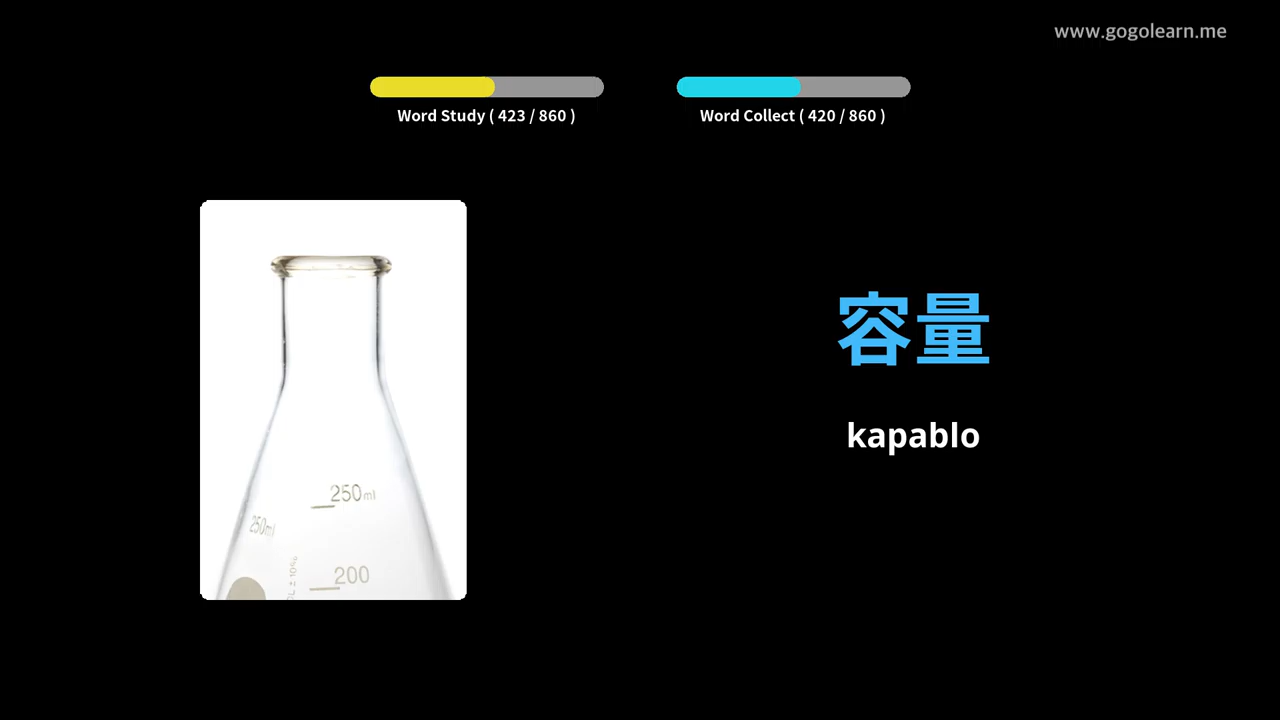 www.gogolearn.me
Word Study ( 423 / 860 )
Word Collect ( 420 / 860 )
容量
kapablo
250ml
250ml
200